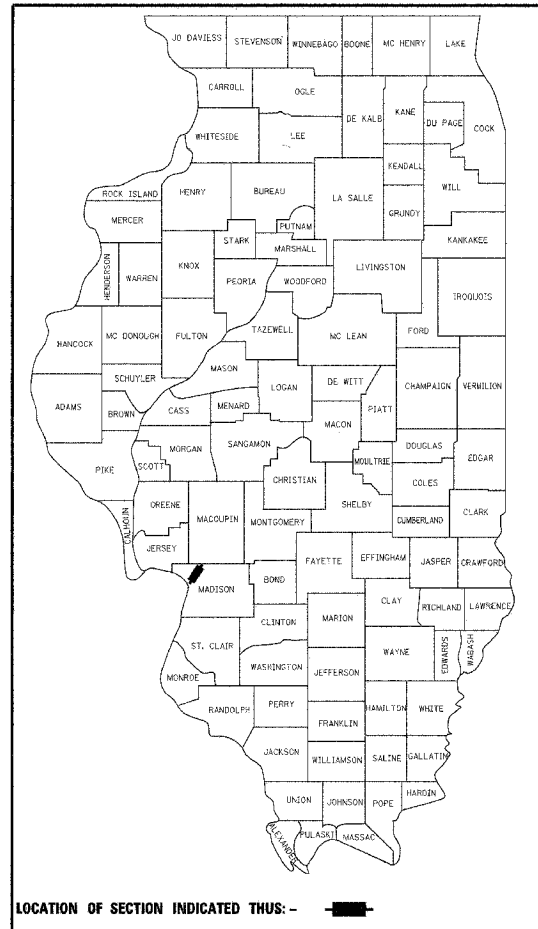 JO DAVIESS
STEVENSON
WINNEBAGO
BOONE
MC HENRY
LAKE
CARROLL
OGLE
DE KALB
KANE
DU PAGE
COOK
WHITESIDE
LEE
KENDALL
WILL
ROCK ISLAND
HENRY
BUREAU
LA SALLE
GRUNDY
MERCER
PUTNAM
STARK
MARSHALL
KANKAKEE
HENDERSON
WARREN
KNOX
PEORIA
WOODFORD
LIVINGSTON
IROQUOIS
HANCOCK
MC DONOUGH
FULTON
TAZEWELL
MC LEAN
FORD
SCHUYLER
MASON
LOGAN
DE WITT
CHAMPAIGN
VERMILION
ADAMS
BROWN
CASS
MENARD
MACON
PIATT
PIKE
SCOTT
MORGAN
SANGAMON
CHRISTIAN
MOULTRIE
DOUGLAS
EDGAR
COLES
SHELBY
CALHOUN
GREENE
MACOUPIN
MONTGOMERY
CUMBERLAND
CLARK
JERSEY
FAYETTE
EFFINGHAM
JASPER
CRAWFORD
MADISON
BOND
CLAY
RICHLAND
LAWRENCE
CLINTON
MARION
ST. CLAIR
WAYNE
EDWARDS
WABASH
WASHINGTON
JEFFERSON
MONROE
RANDOLPH
PERRY
HAMILTON
WHITE
FRANKLIN
JACKSON
WILLIAMSON
SALINE
GALLATIN
HARDIN
UNION
JOHNSON
POPE
ALEXANDER
PULASKI
MASSAC
LOCATION OF SECTION INDICATED THUS: -